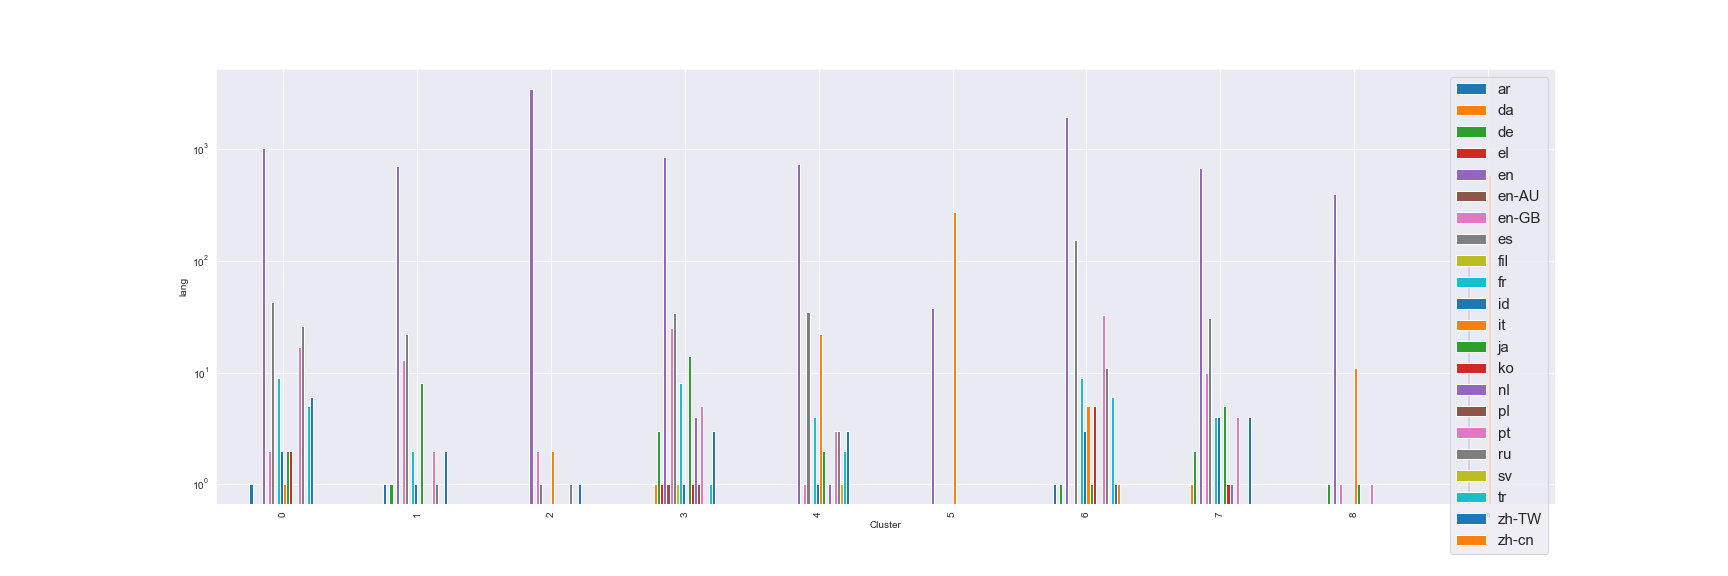 10³
10²
10¹
10⁰
lang
0
1
2
3
4
5
6
7
8
Cluster
ar
da
de
el
en
en-AU
en-GB
es
fil
fr
id
it
ja
ko
nl
pl
pt
ru
sv
tr
zh-TW
zh-cn